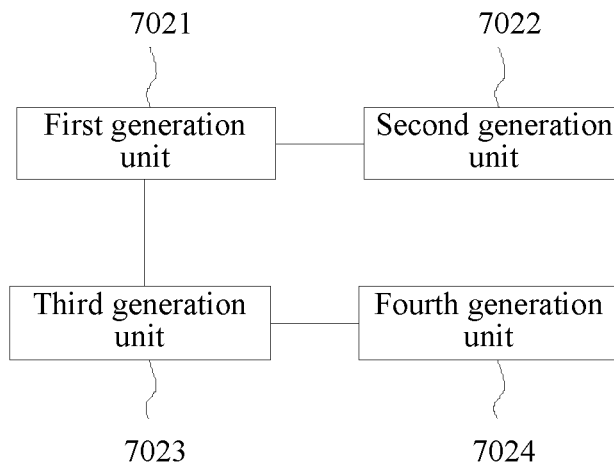 7021
7022
First generation
unit
Second generation
unit
Third generation
unit
Fourth generation
unit
7023
7024